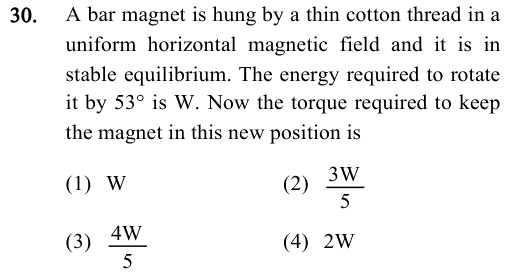 30. A bar magnet is hung by a thin cotton thread in a
uniform horizontal magnetic field and it is in
stable equilibrium. The energy required to rotate
it by 53° is W. Now the torque required to keep
the magnet in this new position is
(1) W (2) 3W/5
(3) 4W/5 (4) 2W